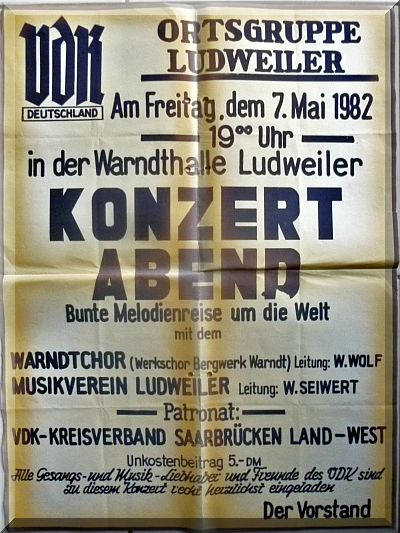 VdK
DEUTSCHLAND
ORTSGRUPPE
LUDWEILER
Am Freitag, dem 7. Mai 1982
19⁰⁰ Uhr
in der Warndthalle Ludweiler
KONZERT
ABEND
Bunte Melodienreise um die Welt
mit dem
WARNDTCHOR (Werkschor Bergwerk Warndt) Leitung: W. WOLF
MUSIKVEREIN LUDWEILER Leitung: W. SEIWERT
Patronat:
VDK-KREISVERBAND SAARBRÜCKEN LAND-WEST
Unkostenbeitrag 5.-DM
Alle Gesangs- und Musik-Liebhaber und Freunde des VDK sind
zu diesem Konzert recht herzlichst eingeladen
Der Vorstand